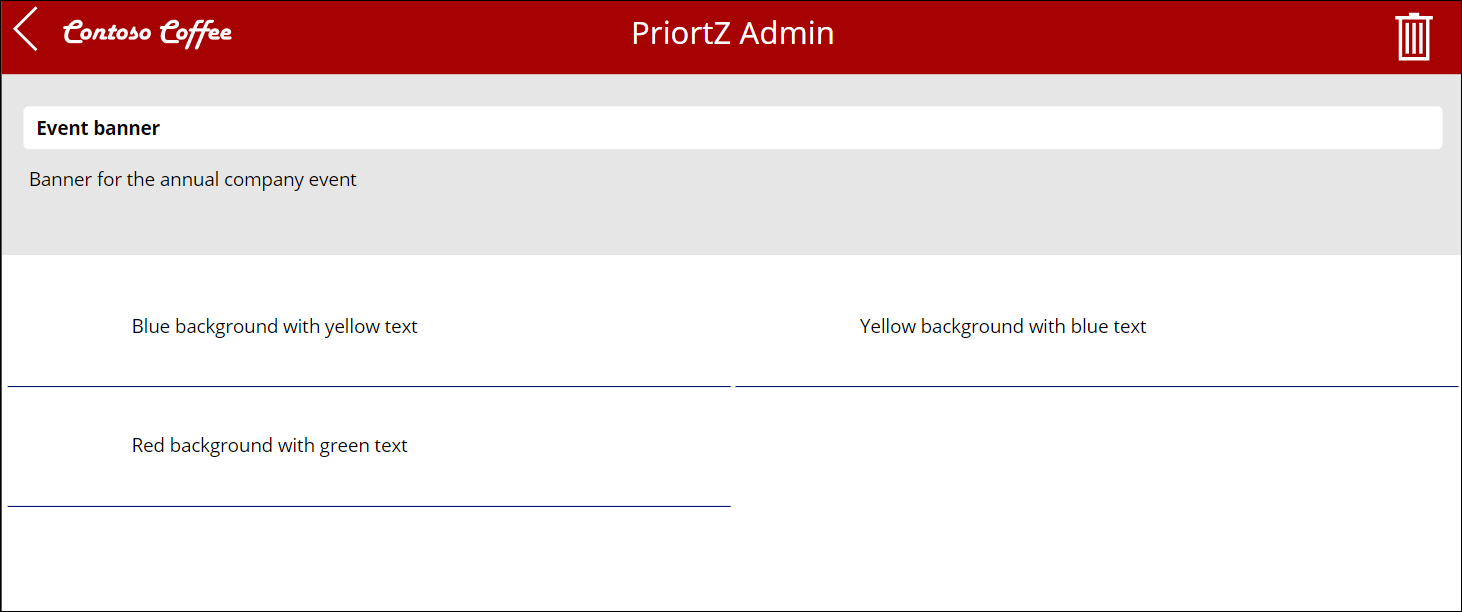 Contoso Coffee
PriortZ Admin
Event banner
Banner for the annual company event
Blue background with yellow text
Yellow background with blue text
Red background with green text